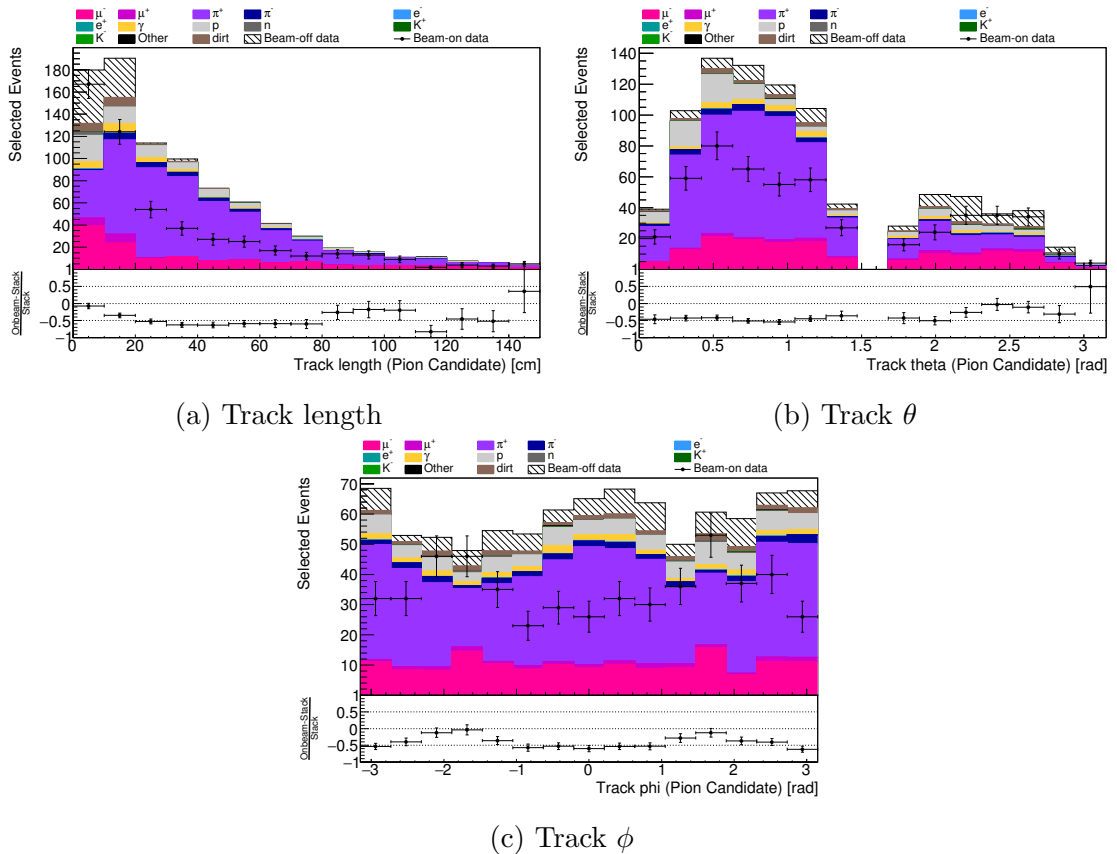 μ⁻ μ⁺ π⁺ π⁻ e⁻
e⁺ γ p n K⁺
K⁻ Other dirt Beam-off data Beam-on data
Selected Events
180
160
140
120
100
80
60
40
20
1
0.5
0
−0.5
−1
Onbeam-Stack
Stack
0 20 40 60 80 100 120 140
Track length (Pion Candidate) [cm]
(a) Track length
μ⁻ μ⁺ π⁺ π⁻ e⁻
e⁺ γ p n K⁺
K⁻ Other dirt Beam-off data Beam-on data
Selected Events
140
120
100
80
60
40
20
1
0.5
0
−0.5
−1
Onbeam-Stack
Stack
0 0.5 1 1.5 2 2.5 3
Track theta (Pion Candidate) [rad]
(b) Track θ
μ⁻ μ⁺ π⁺ π⁻ e⁻
e⁺ γ p n K⁺
K⁻ Other dirt Beam-off data Beam-on data
Selected Events
70
60
50
40
30
20
10
1
0.5
0
−0.5
−1
Onbeam-Stack
Stack
−3 −2 −1 0 1 2 3
Track phi (Pion Candidate) [rad]
(c) Track ϕ